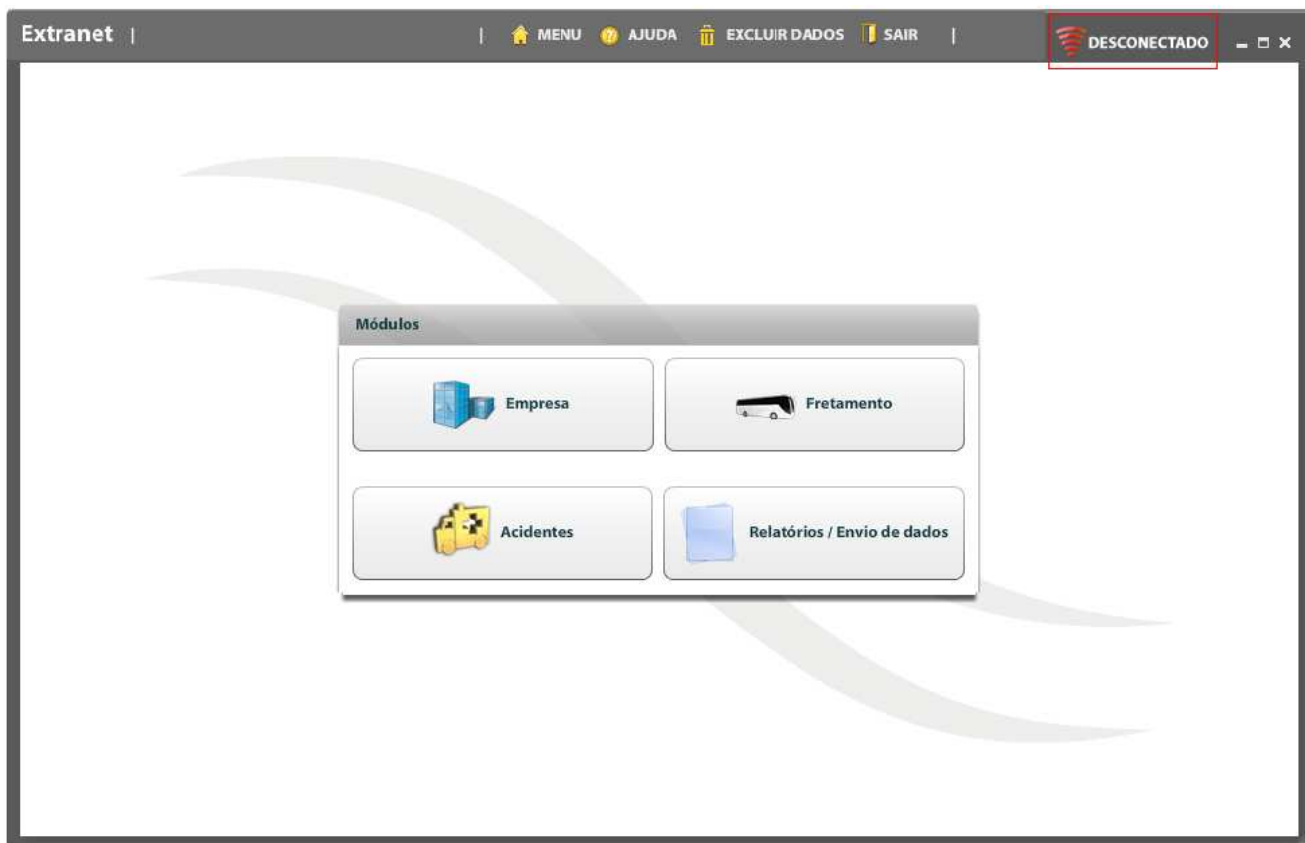 Extranet |
| MENU AJUDA EXCLUIR DADOS SAIR |
DESCONECTADO
Módulos
Empresa
Fretamento
Acidentes
Relatórios / Envio de dados